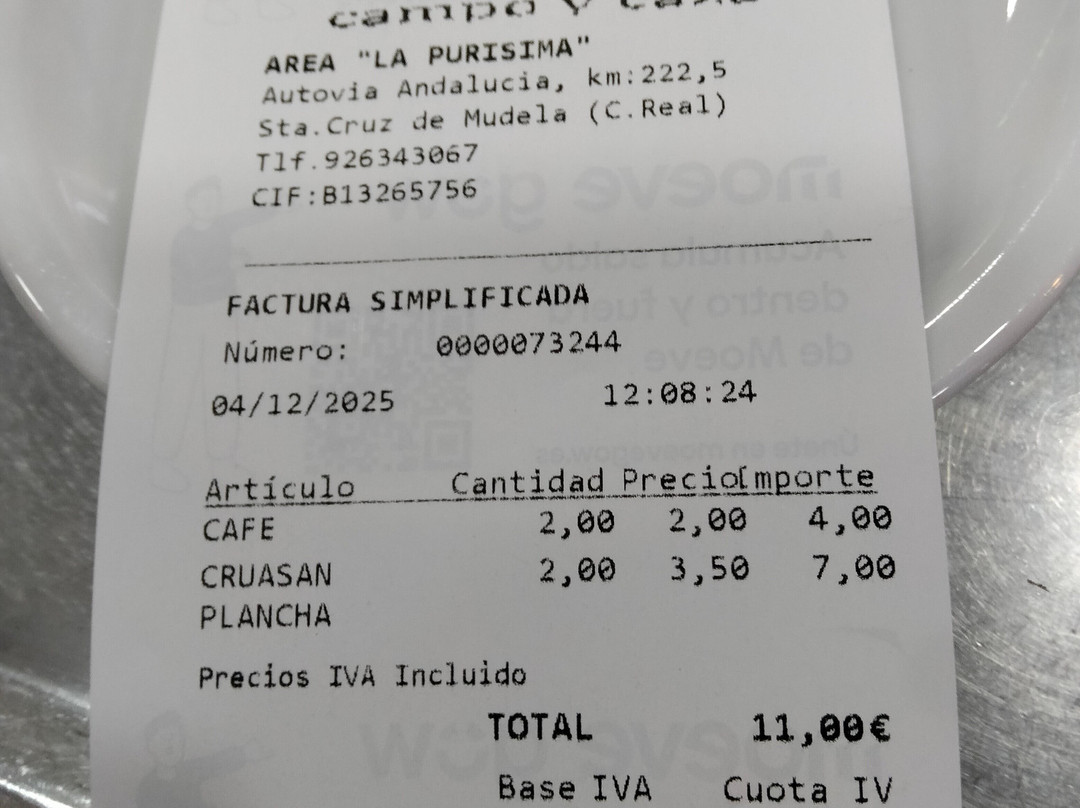 AREA "LA PURISIMA"
Autovia Andalucia, km:222,5
Sta.Cruz de Mudela (C.Real)
Tlf.926343067
CIF:B13265756
FACTURA SIMPLIFICADA
Número: 0000073244
04/12/2025 12:08:24
Artículo Cantidad Precio Importe
CAFE 2,00 2,00 4,00
CRUASAN 2,00 3,50 7,00
PLANCHA
Precios IVA Incluido
TOTAL 11,00€
Base IVA Cuota IV